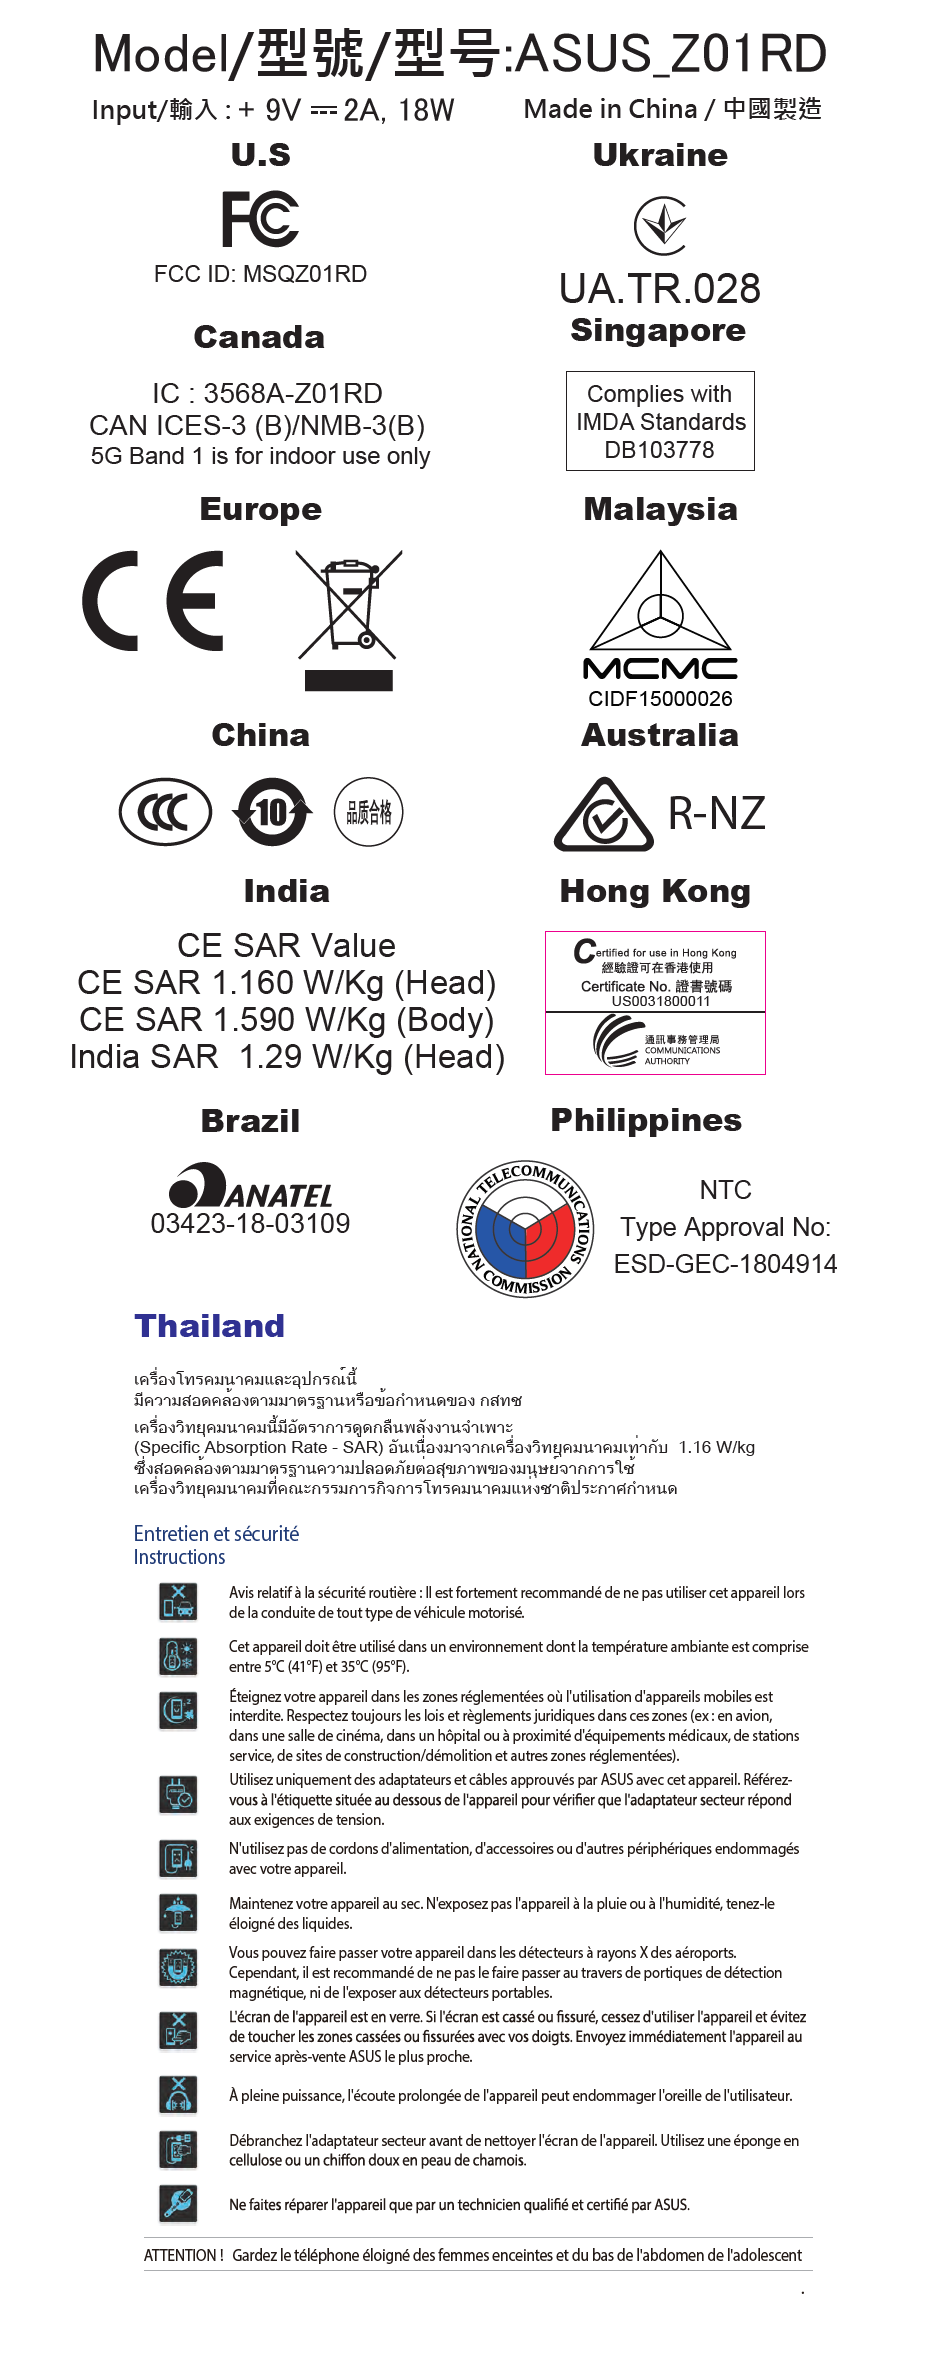 Model/型號/型号:ASUS_Z01RD
Input/輸入 : + 9V ⎓ 2A, 18W
Made in China / 中國製造
U.S
FC
FCC ID: MSQZ01RD
Ukraine
UA.TR.028
Canada
IC : 3568A-Z01RD
CAN ICES-3 (B)/NMB-3(B)
5G Band 1 is for indoor use only
Singapore
Complies with
IMDA Standards
DB103778
Europe
CE
Malaysia
MCMC
CIDF15000026
China
CCC
10
品质合格
Australia
R-NZ
India
CE SAR Value
CE SAR 1.160 W/Kg (Head)
CE SAR 1.590 W/Kg (Body)
India SAR 1.29 W/Kg (Head)
Hong Kong
Certified for use in Hong Kong
經驗證可在香港使用
Certificate No. 證書號碼
US0031800011
通訊事務管理局
COMMUNICATIONS
AUTHORITY
Brazil
ANATEL
03423-18-03109
Philippines
NATIONAL TELECOMMUNICATIONS COMMISSION
NTC
Type Approval No:
ESD-GEC-1804914
Thailand
เครื่องโทรคมนาคมและอุปกรณ์นี้
มีความสอดคล้องตามมาตรฐานหรือข้อกำหนดของ กสทช
เครื่องวิทยุคมนาคมนี้มีอัตราการดูดกลืนพลังงานจำเพาะ
(Specific Absorption Rate - SAR) อันเนื่องมาจากเครื่องวิทยุคมนาคมเท่ากับ 1.16 W/kg
ซึ่งสอดคล้องตามมาตรฐานความปลอดภัยต่อสุขภาพของมนุษย์จากการใช้
เครื่องวิทยุคมนาคมที่คณะกรรมการกิจการโทรคมนาคมแห่งชาติประกาศกำหนด
Entretien et sécurité
Instructions
Avis relatif à la sécurité routière : Il est fortement recommandé de ne pas utiliser cet appareil lors
de la conduite de tout type de véhicule motorisé.
Cet appareil doit être utilisé dans un environnement dont la température ambiante est comprise
entre 5°C (41°F) et 35°C (95°F).
Éteignez votre appareil dans les zones réglementées où l'utilisation d'appareils mobiles est
interdite. Respectez toujours les lois et règlements juridiques dans ces zones (ex : en avion,
dans une salle de cinéma, dans un hôpital ou à proximité d'équipements médicaux, de stations
service, de sites de construction/démolition et autres zones réglementées).
Utilisez uniquement des adaptateurs et câbles approuvés par ASUS avec cet appareil. Référez-
vous à l'étiquette située au dessous de l'appareil pour vérifier que l'adaptateur secteur répond
aux exigences de tension.
N'utilisez pas de cordons d'alimentation, d'accessoires ou d'autres périphériques endommagés
avec votre appareil.
Maintenez votre appareil au sec. N'exposez pas l'appareil à la pluie ou à l'humidité, tenez-le
éloigné des liquides.
Vous pouvez faire passer votre appareil dans les détecteurs à rayons X des aéroports.
Cependant, il est recommandé de ne pas le faire passer au travers de portiques de détection
magnétique, ni de l'exposer aux détecteurs portables.
L'écran de l'appareil est en verre. Si l'écran est cassé ou fissuré, cessez d'utiliser l'appareil et évitez
de toucher les zones cassées ou fissurées avec vos doigts. Envoyez immédiatement l'appareil au
service après-vente ASUS le plus proche.
À pleine puissance, l'écoute prolongée de l'appareil peut endommager l'oreille de l'utilisateur.
Débranchez l'adaptateur secteur avant de nettoyer l'écran de l'appareil. Utilisez une éponge en
cellulose ou un chiffon doux en peau de chamois.
Ne faites réparer l'appareil que par un technicien qualifié et certifié par ASUS.
ATTENTION ! Gardez le téléphone éloigné des femmes enceintes et du bas de l'abdomen de l'adolescent
.